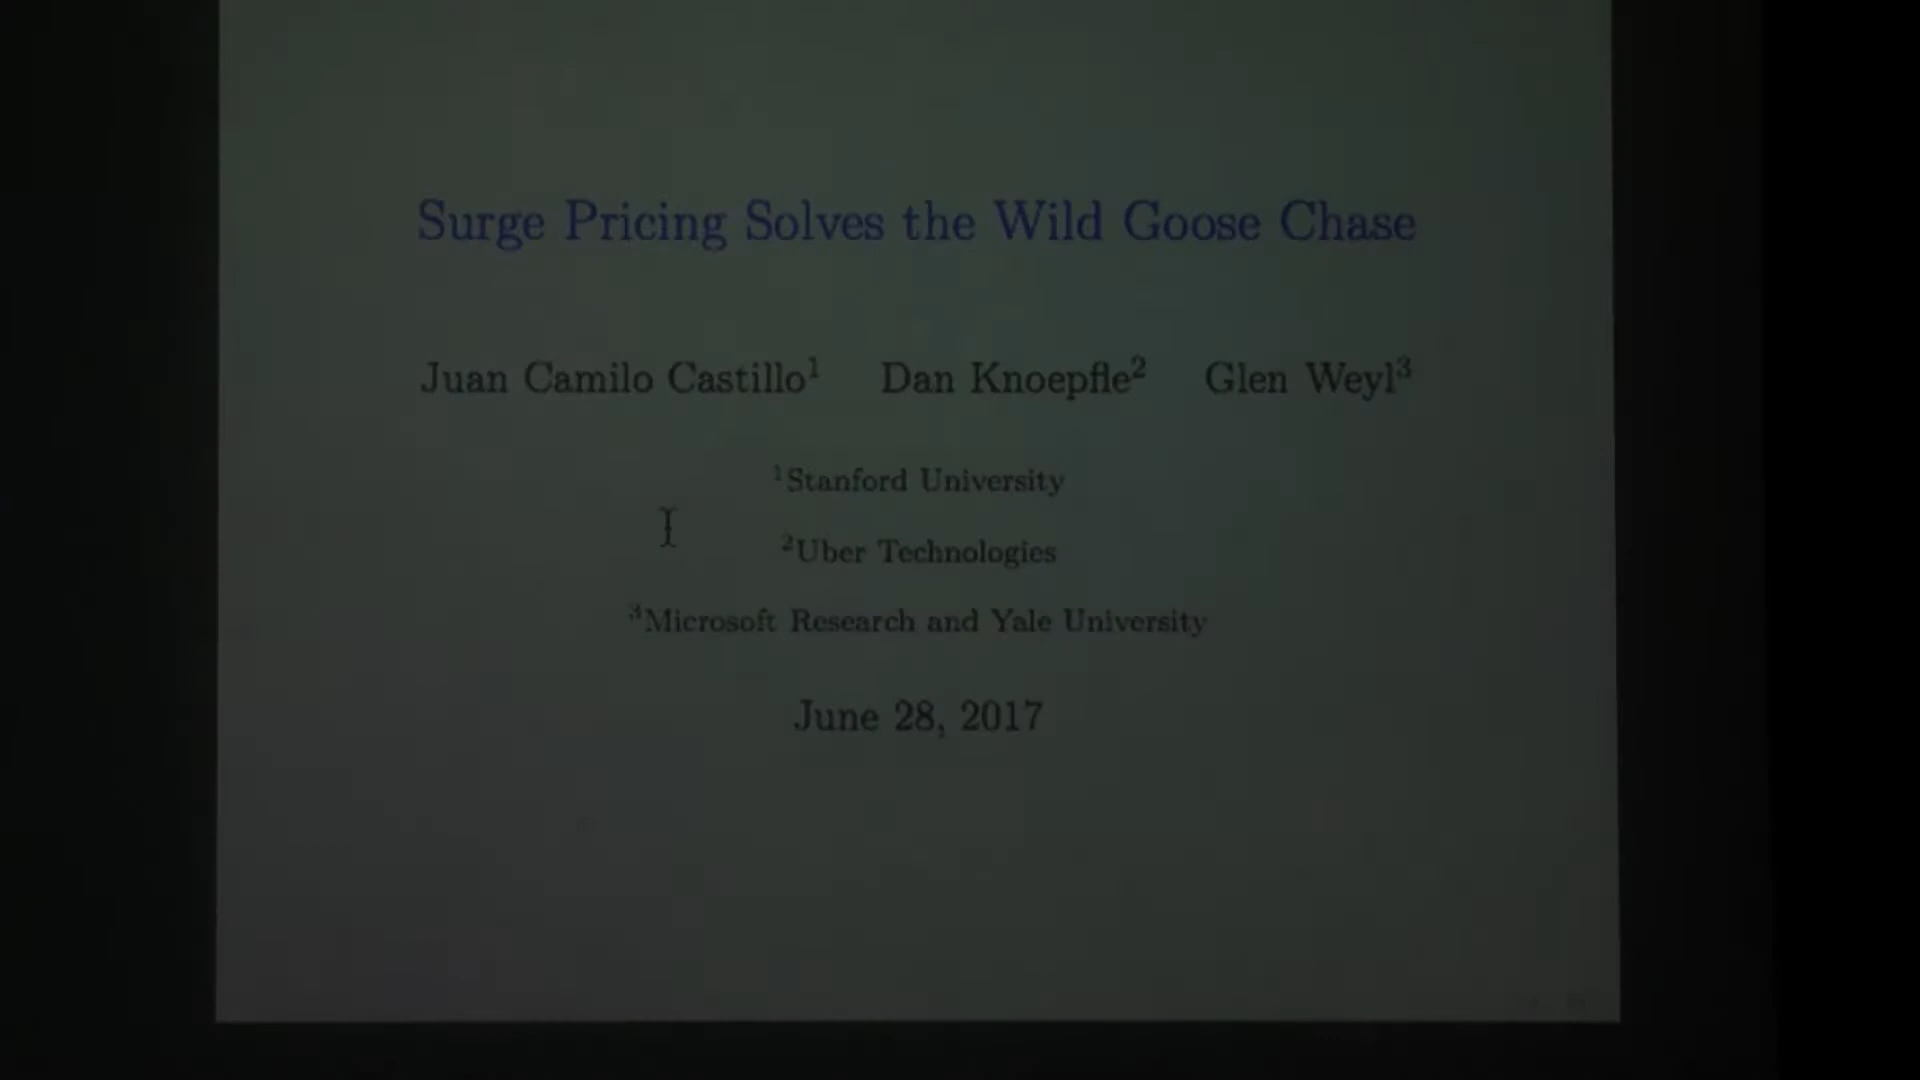 Surge Pricing Solves the Wild Goose Chase
Juan Camilo Castillo¹ Dan Knoepfle² Glen Weyl³
¹Stanford University
²Uber Technologies
³Microsoft Research and Yale University
June 28, 2017